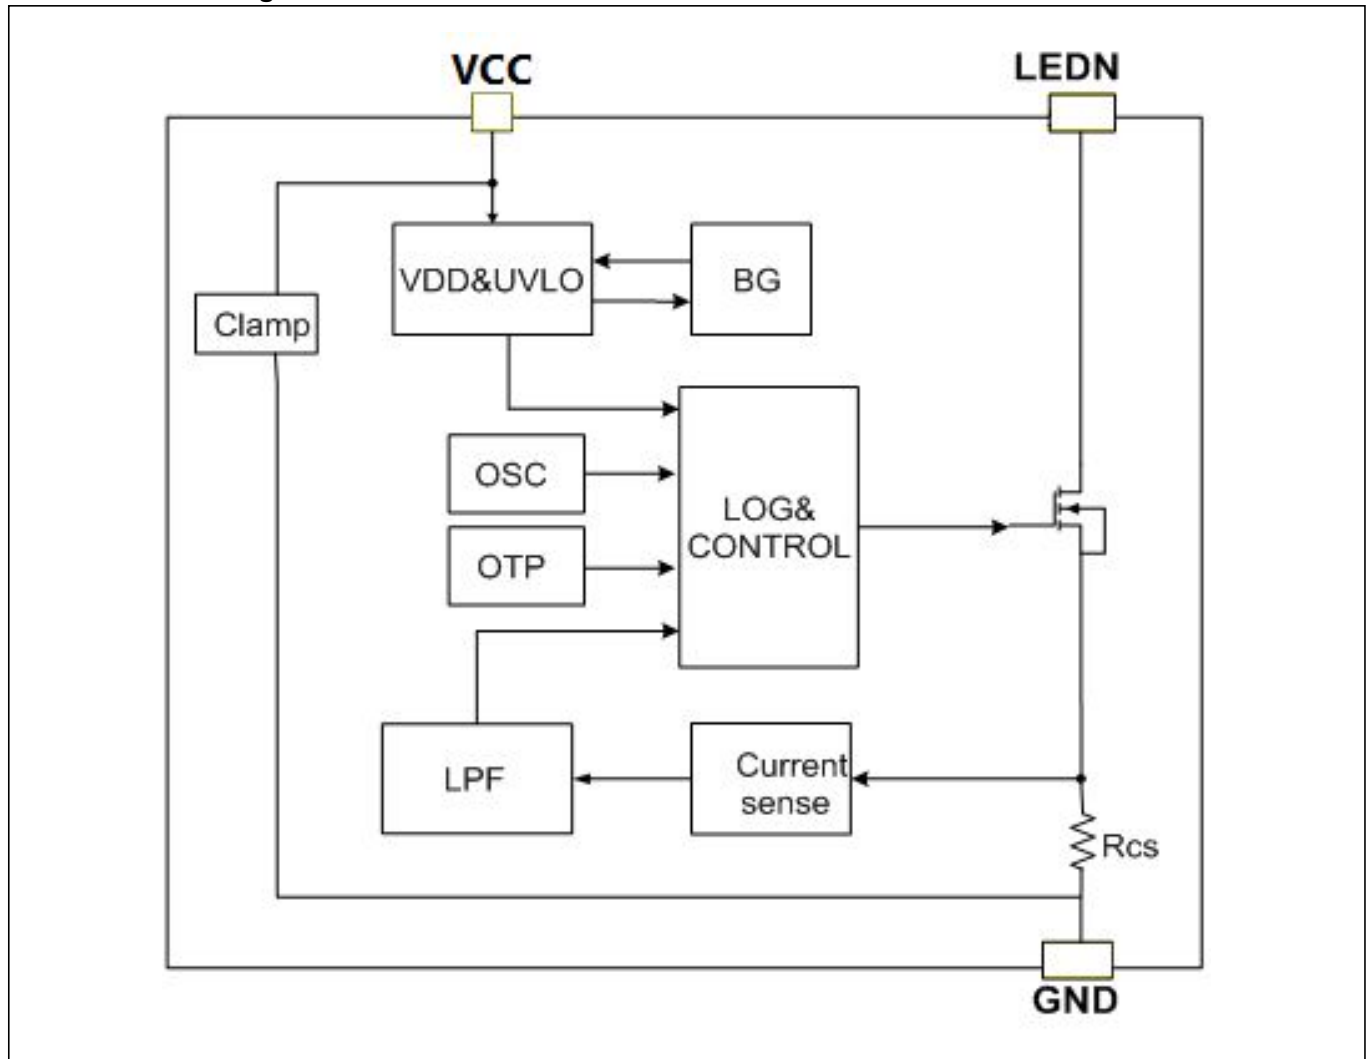 VCC
LEDN
VDD&UVLO
BG
Clamp
OSC
LOG&
CONTROL
OTP
LPF
Current
sense
Rcs
GND